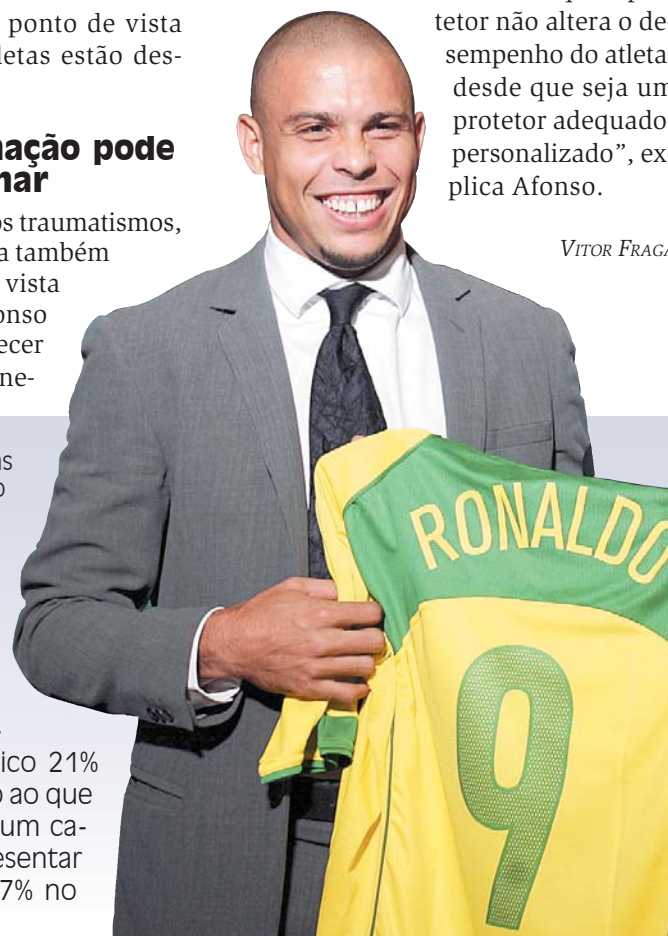 ponto de vista
letas estão des-
nação pode
nar
os traumatismos,
a também
vista
onso
ecer
ne-
as
o
ico 21%
o ao que
um ca-
esentar
7% no
tetor não altera o de
sempenho do atleta
desde que seja um
protetor adequado
personalizado”, ex
plica Afonso.
VITOR FRAGA
RONALDO
9